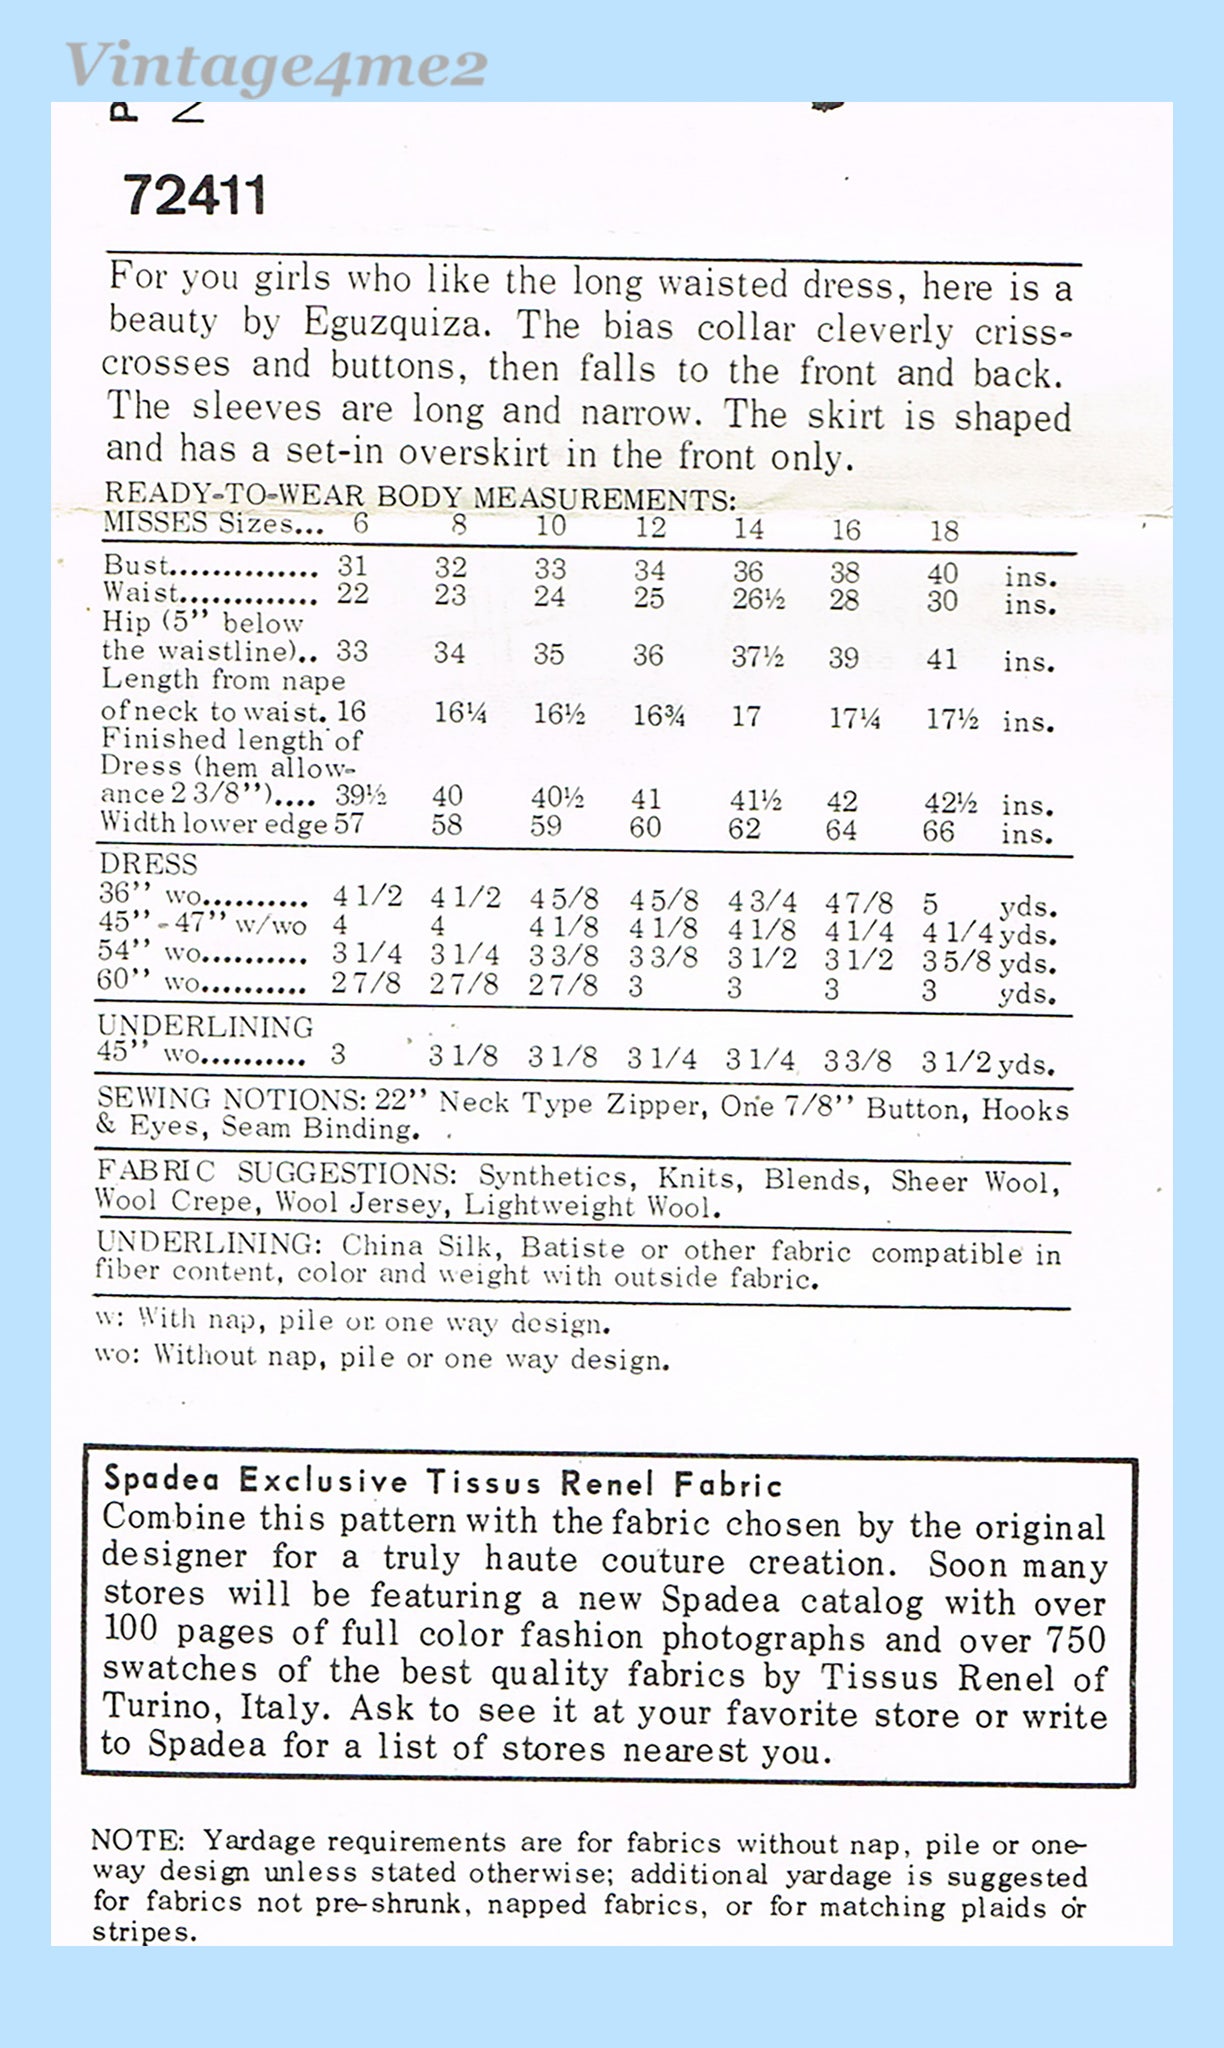 Vintage4me2
P
N
72411
For you girls who like the long waisted dress, here is a
beauty by Eguzquiza. The bias collar cleverly criss-
crosses and buttons, then falls to the front and back.
The sleeves are long and narrow. The skirt is shaped
and has a set-in overskirt in the front only.
READY-TO-WEAR BODY MEASUREMENTS:
MISSES Sizes... 6 8 10 12 14 16 18
Bust............... 31 32 33 34 36 38 40 ins.
Waist.............. 22 23 24 25 26½ 28 30 ins.
Hip (5" below
the waistline).. 33 34 35 36 37½ 39 41 ins.
Length from nape
of neck to waist. 16 16¼ 16½ 16¾ 17 17¼ 17½ ins.
Finished length of
Dress (hem allow-
ance 2 3/8").... 39½ 40 40½ 41 41½ 42 42½ ins.
Width lower edge 57 58 59 60 62 64 66 ins.
DRESS
36" wo.......... 4 1/2 4 1/2 4 5/8 4 5/8 4 3/4 4 7/8 5 yds.
45" - 47" w/wo 4 4 4 1/8 4 1/8 4 1/8 4 1/4 4 1/4 yds.
54" wo.......... 3 1/4 3 1/4 3 3/8 3 3/8 3 1/2 3 1/2 3 5/8 yds.
60" wo.......... 2 7/8 2 7/8 2 7/8 3 3 3 3 yds.
UNDERLINING
45" wo.......... 3 3 1/8 3 1/8 3 1/4 3 1/4 3 3/8 3 1/2 yds.
SEWING NOTIONS: 22" Neck Type Zipper, One 7/8" Button, Hooks
& Eyes, Seam Binding.
FABRIC SUGGESTIONS: Synthetics, Knits, Blends, Sheer Wool,
Wool Crepe, Wool Jersey, Lightweight Wool.
UNDERLINING: China Silk, Batiste or other fabric compatible in
fiber content, color and weight with outside fabric.
w: With nap, pile or one way design.
wo: Without nap, pile or one way design.
Spadea Exclusive Tissus Renel Fabric
Combine this pattern with the fabric chosen by the original
designer for a truly haute couture creation. Soon many
stores will be featuring a new Spadea catalog with over
100 pages of full color fashion photographs and over 750
swatches of the best quality fabrics by Tissus Renel of
Turino, Italy. Ask to see it at your favorite store or write
to Spadea for a list of stores nearest you.
NOTE: Yardage requirements are for fabrics without nap, pile or one-
way design unless stated otherwise; additional yardage is suggested
for fabrics not pre-shrunk, napped fabrics, or for matching plaids or
stripes.